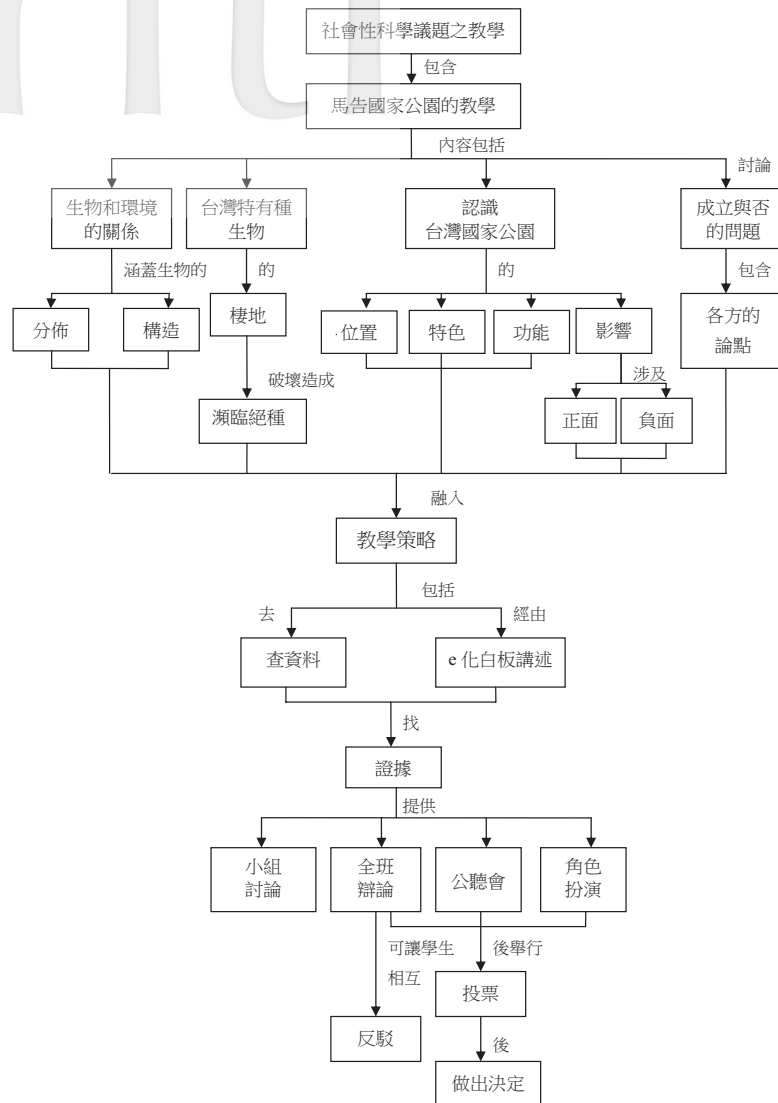 社會性科學議題之教學
包含
馬告國家公園的教學
內容包括
討論
生物和環境
的關係
台灣特有種
生物
認識
台灣國家公園
成立與否
的問題
涵蓋生物的
的
的
包含
分佈
構造
棲地
.位置
特色
功能
影響
各方的
論點
破壞造成
涉及
瀕臨絕種
正面
負面
融入
教學策略
包括
去
經由
查資料
e 化白板講述
找
證據
提供
小組
討論
全班
辯論
公聽會
角色
扮演
可讓學生
後舉行
相互
投票
反駁
後
做出決定